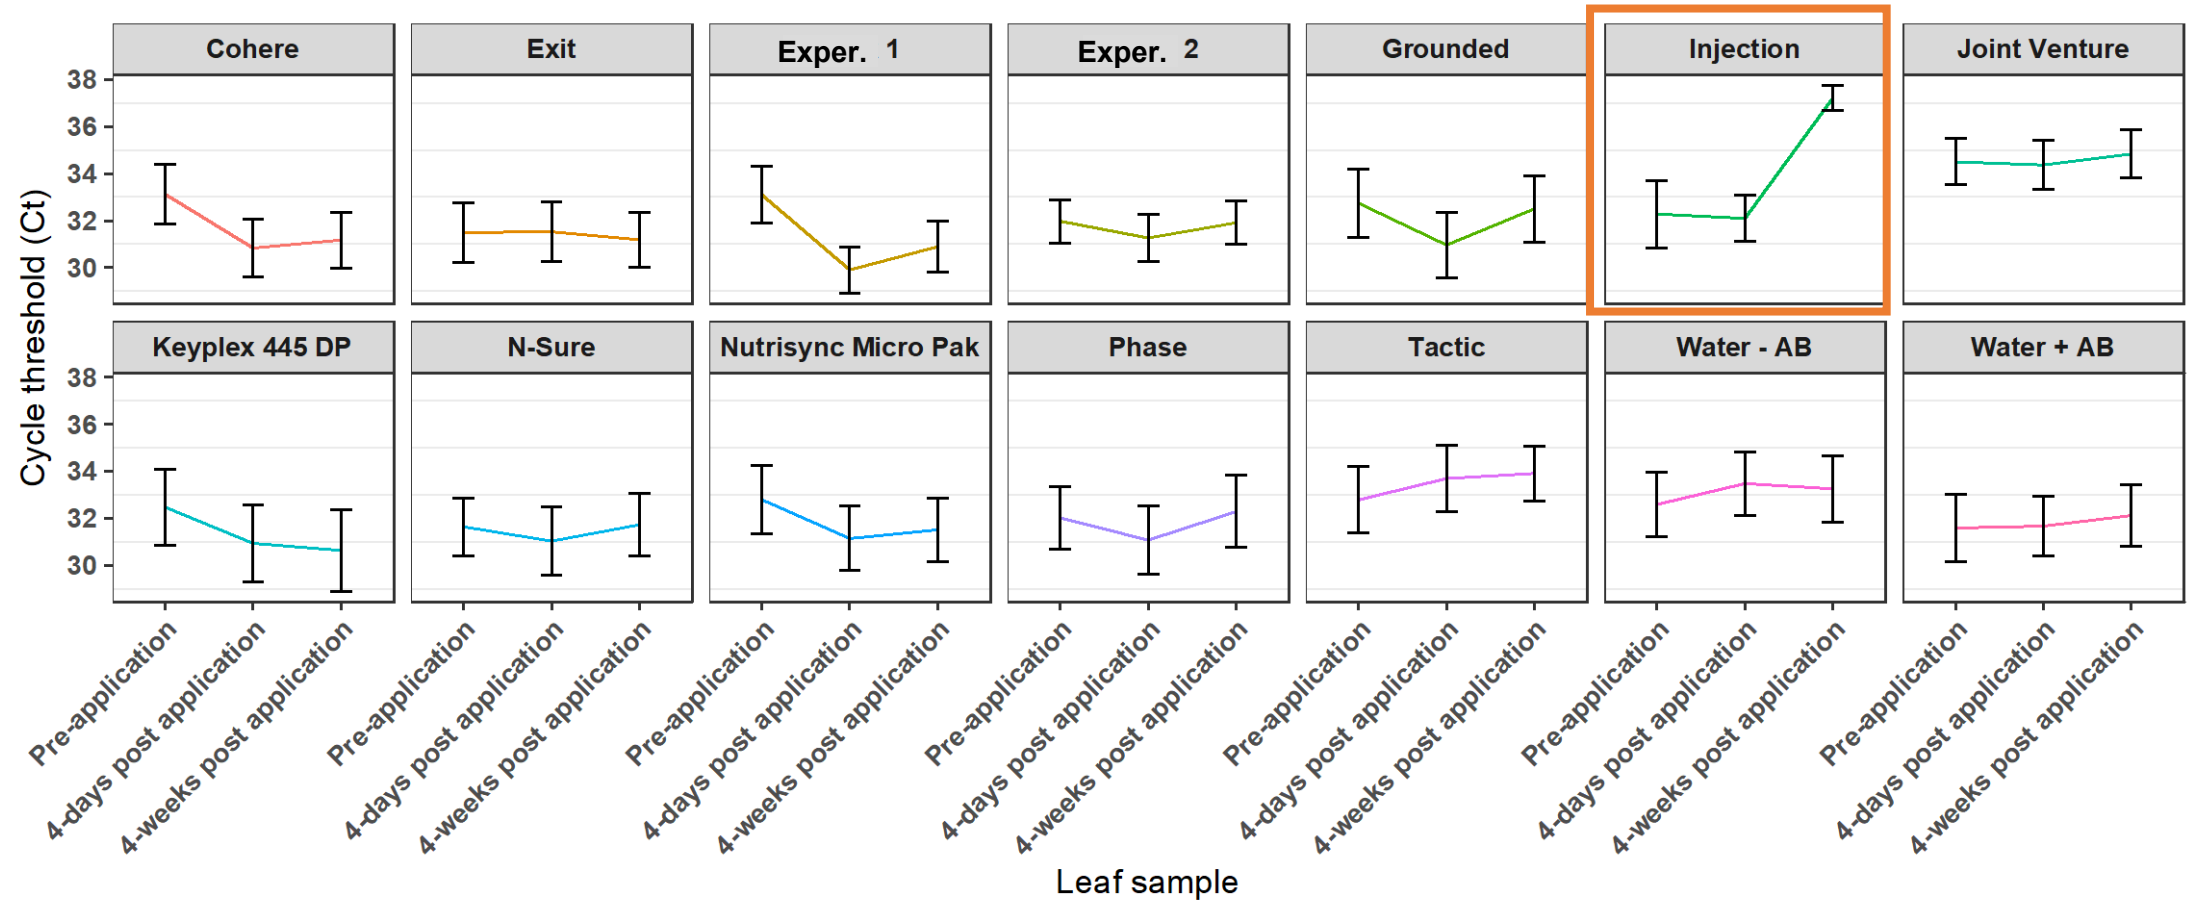 Cohere
Exit
Exper. 1
Exper. 2
Grounded
Injection
Joint Venture
38
36
34
32
30
Cycle threshold (Ct)
Keyplex 445 DP
N-Sure
Nutrisync Micro Pak
Phase
Tactic
Water - AB
Water + AB
38
36
34
32
30
Pre-application
4-days post application
4-weeks post application
Pre-application
4-days post application
4-weeks post application
Pre-application
4-days post application
4-weeks post application
Pre-application
4-days post application
4-weeks post application
Pre-application
4-days post application
4-weeks post application
Pre-application
4-days post application
4-weeks post application
Pre-application
4-days post application
4-weeks post application
Leaf sample